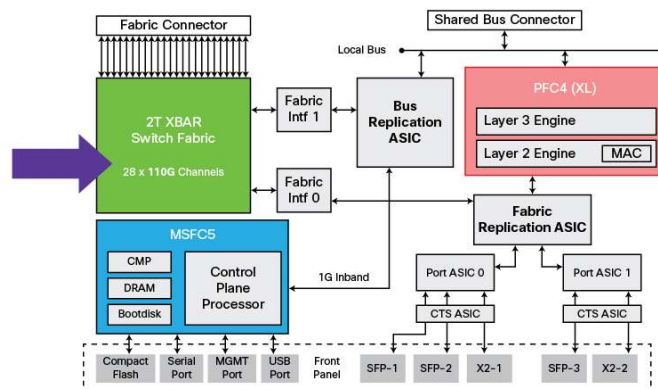 Fabric Connector
Shared Bus Connector
Local Bus
2T XBAR
Switch Fabric
28 x 110G Channels
Fabric
Intf 1
Bus
Replication ASIC
PFC4 (XL)
Layer 3 Engine
Layer 2 Engine
MAC
Fabric
Intf 0
Fabric
Replication ASIC
MSFC5
CMP
DRAM
Bootdisk
Control
Plane
Processor
1G Inband
Port ASIC 0
Port ASIC 1
CTS ASIC
CTS ASIC
Compact
Flash
Serial
Port
MGMT
Port
USB
Port
Front
Panel
SFP-1
SFP-2
X2-1
SFP-3
X2-2